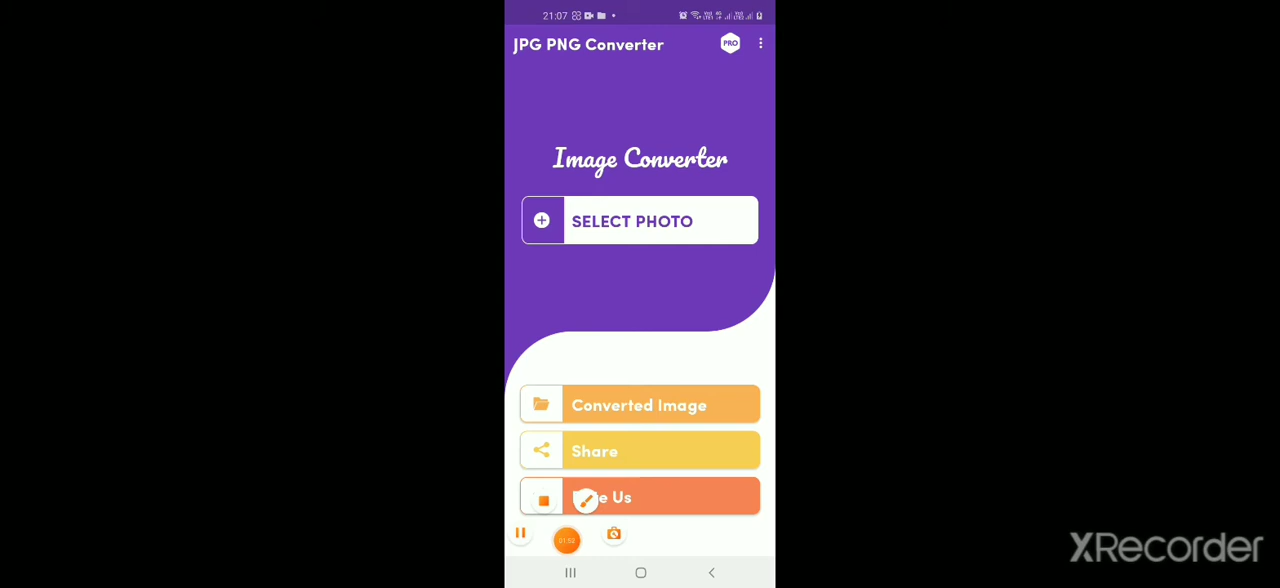 21:07
JPG PNG Converter
PRO
Image Converter
SELECT PHOTO
Converted Image
Share
e Us
XRecorder